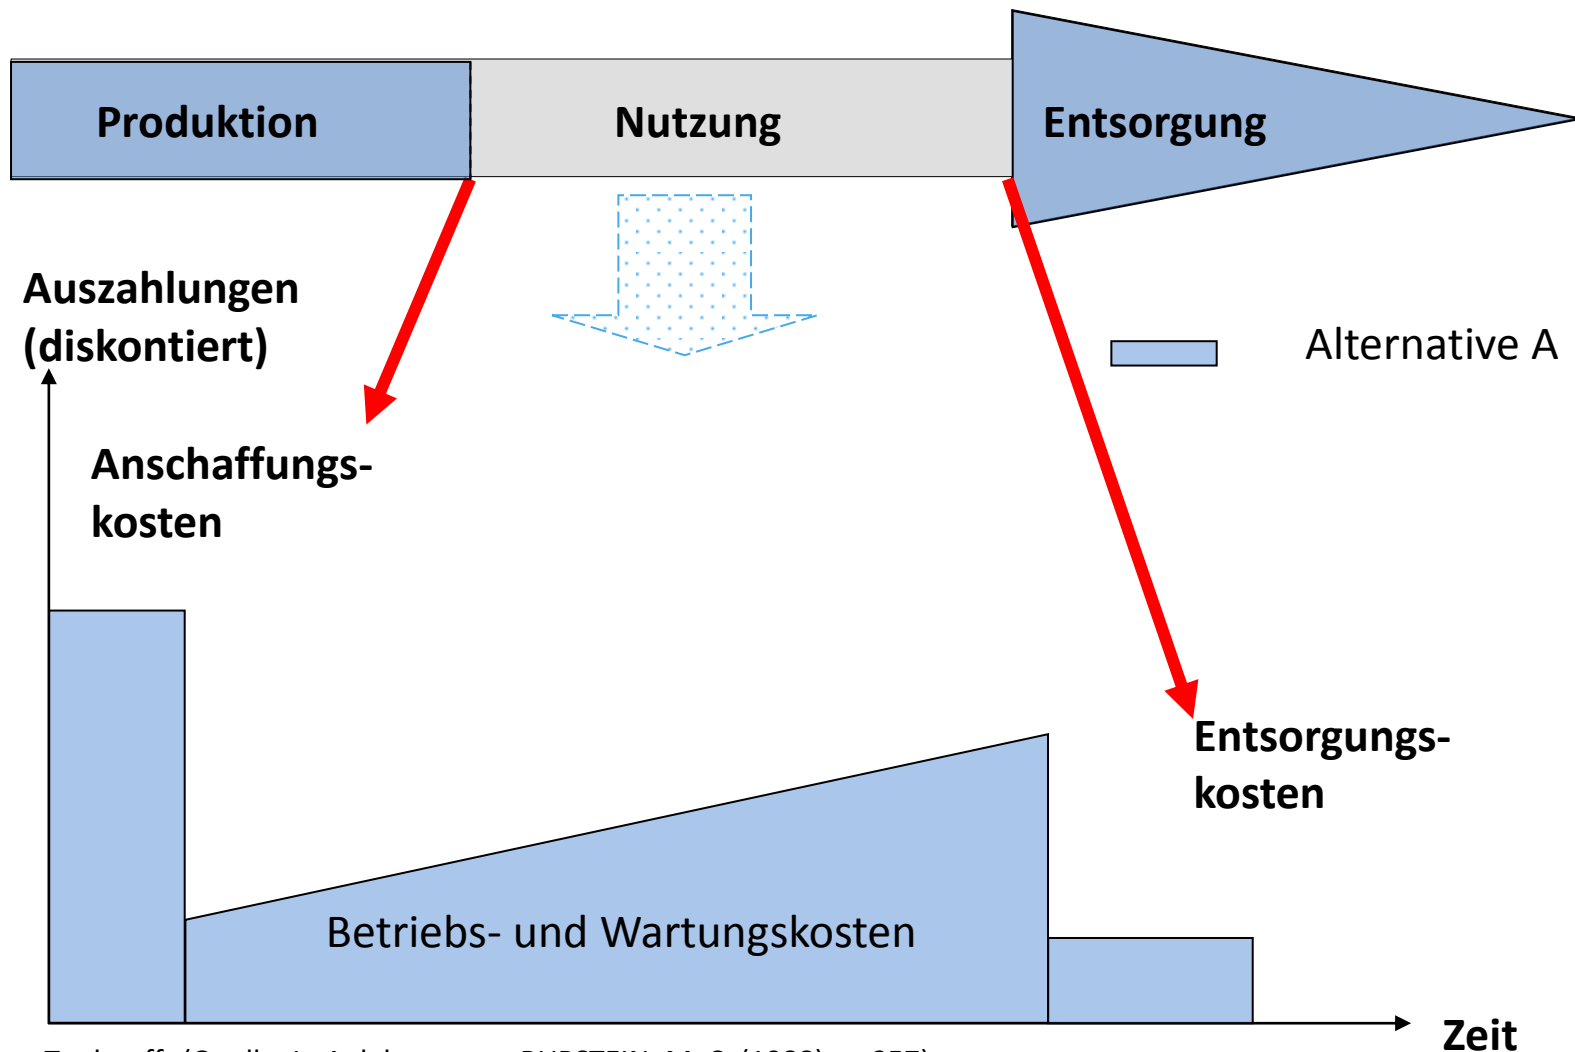 Produktion
Nutzung
Entsorgung
Auszahlungen
(diskontiert)
Alternative A
Anschaffungs-
kosten
Entsorgungs-
kosten
Betriebs- und Wartungskosten
Zeit